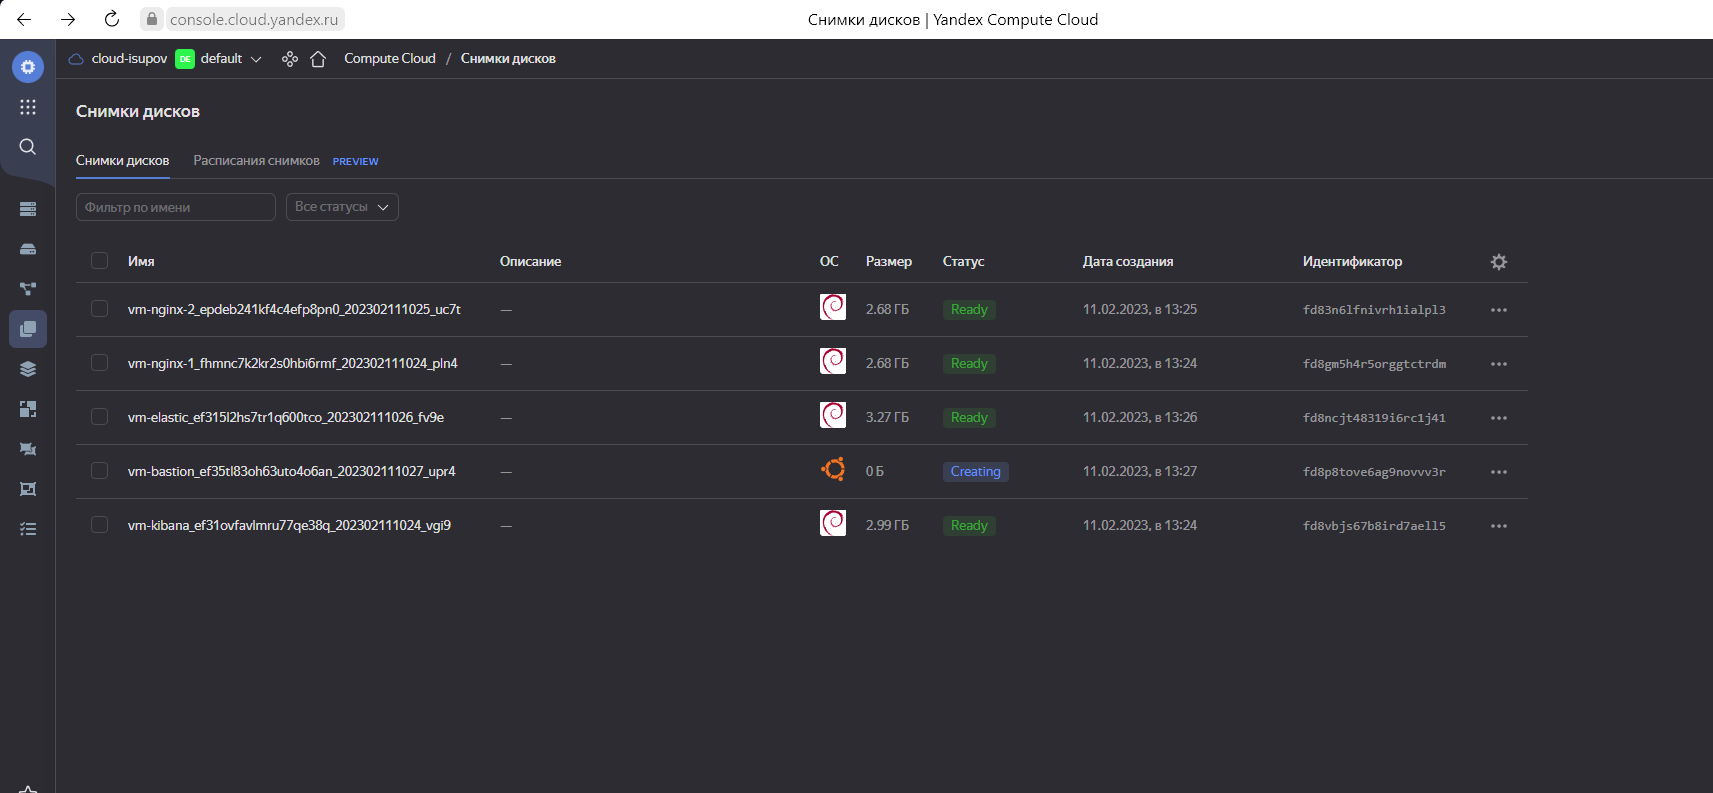 console.cloud.yandex.ru Снимки дисков | Yandex Compute Cloud
cloud-isupov DE default Compute Cloud / Снимки дисков
Снимки дисков
Снимки дисков Расписания снимков PREVIEW
Фильтр по имени Все статусы
Имя Описание ОС Размер Статус Дата создания Идентификатор
vm-nginx-2_epdeb241kf4c4efp8pn0_202302111025_uc7t — 2.68 ГБ Ready 11.02.2023, в 13:25 fd83n6lfnivrh1ialpl3
vm-nginx-1_fhmnc7k2kr2s0hbi6rmf_202302111024_pln4 — 2.68 ГБ Ready 11.02.2023, в 13:24 fd8gm5h4r5orggtctrdm
vm-elastic_ef315l2hs7tr1q600tco_202302111026_fv9e — 3.27 ГБ Ready 11.02.2023, в 13:26 fd8ncjt48319i6rc1j41
vm-bastion_ef35tl83oh63uto4o6an_202302111027_upr4 — 0 Б Creating 11.02.2023, в 13:27 fd8p8tove6ag9novvv3r
vm-kibana_ef31ovfavlmru77qe38q_202302111024_vgi9 — 2.99 ГБ Ready 11.02.2023, в 13:24 fd8vbjs67b8ird7aell5